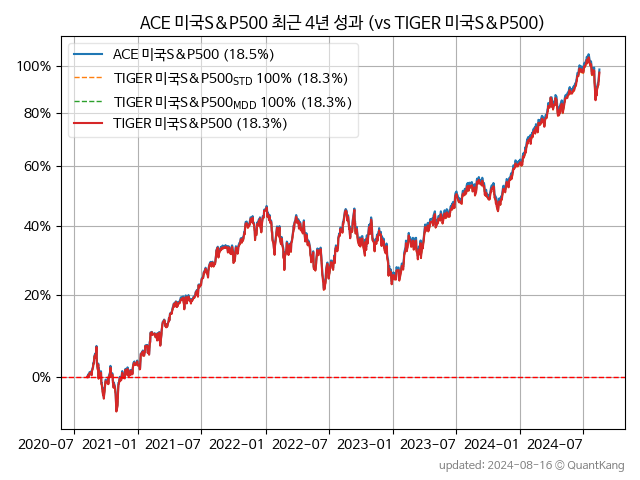 ACE 미국S&P500 최근 4년 성과 (vs TIGER 미국S&P500)
ACE 미국S&P500 (18.5%)
TIGER 미국S&P500STD 100% (18.3%)
TIGER 미국S&P500MDD 100% (18.3%)
TIGER 미국S&P500 (18.3%)
100%
80%
60%
40%
20%
0%
2020-07 2021-01 2021-07 2022-01 2022-07 2023-01 2023-07 2024-01 2024-07
updated: 2024-08-16 © QuantKang